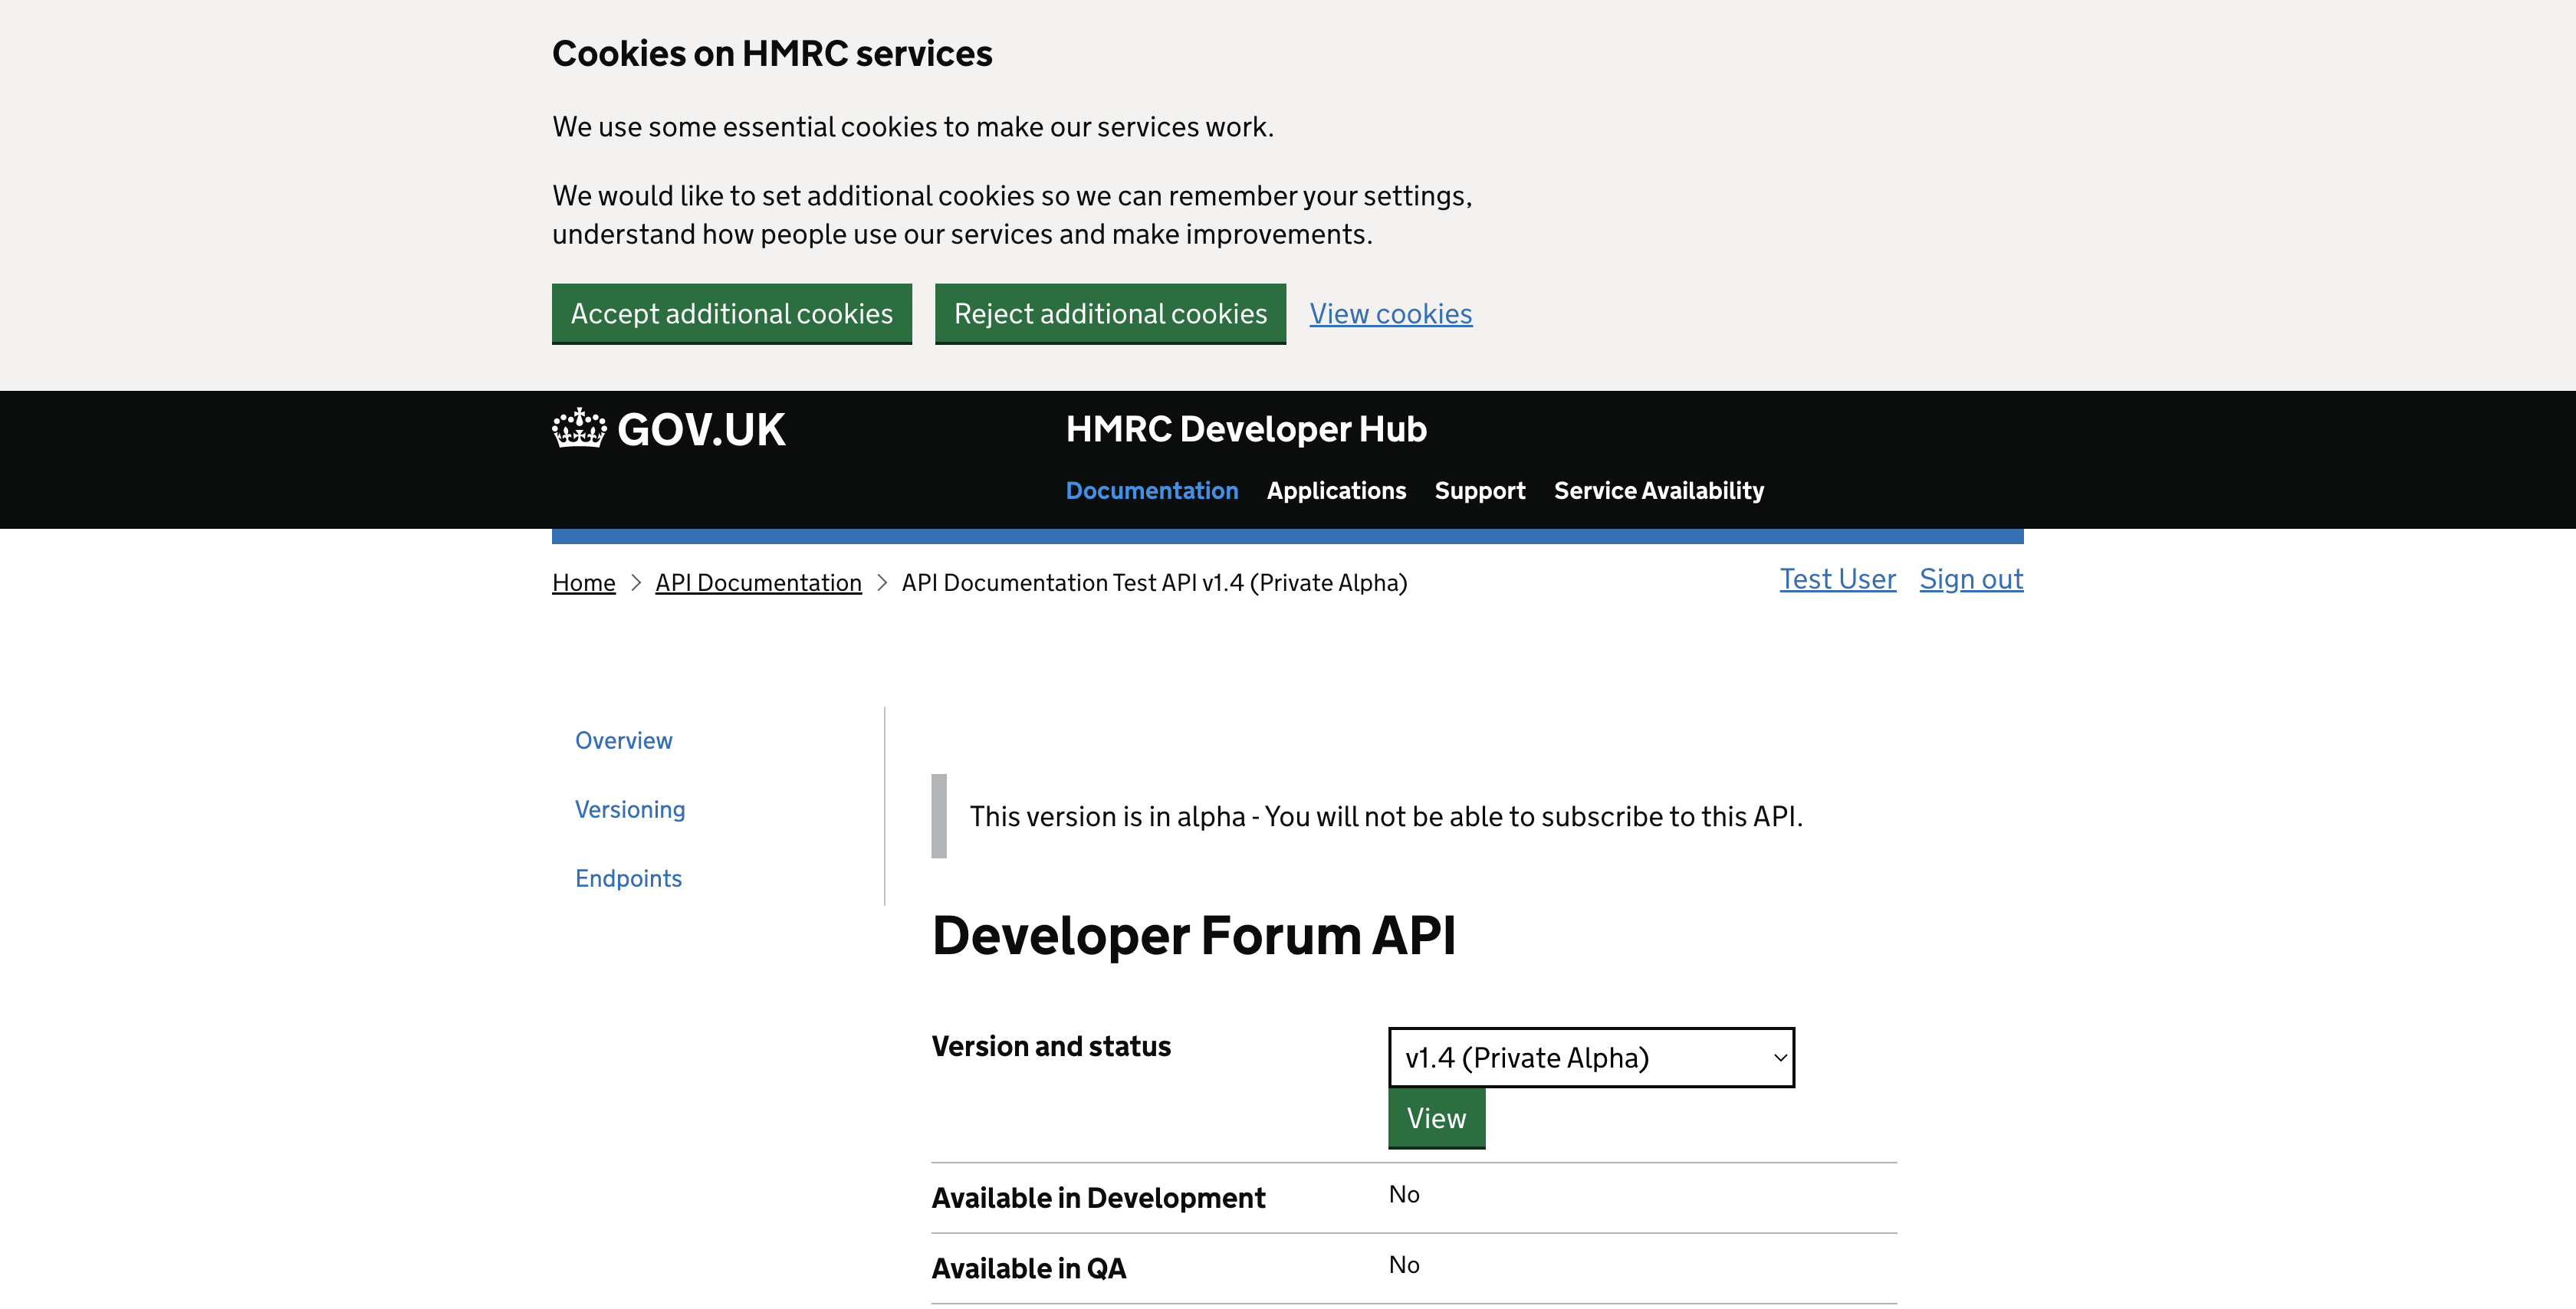 Cookies on HMRC services
We use some essential cookies to make our services work.
We would like to set additional cookies so we can remember your settings,
understand how people use our services and make improvements.
Accept additional cookies Reject additional cookies View cookies
GOV.UK HMRC Developer Hub
Documentation Applications Support Service Availability
Home API Documentation API Documentation Test API v1.4 (Private Alpha) Test User Sign out
Overview
Versioning
Endpoints
This version is in alpha - You will not be able to subscribe to this API.
Developer Forum API
Version and status v1.4 (Private Alpha)
View
Available in Development No
Available in QA No